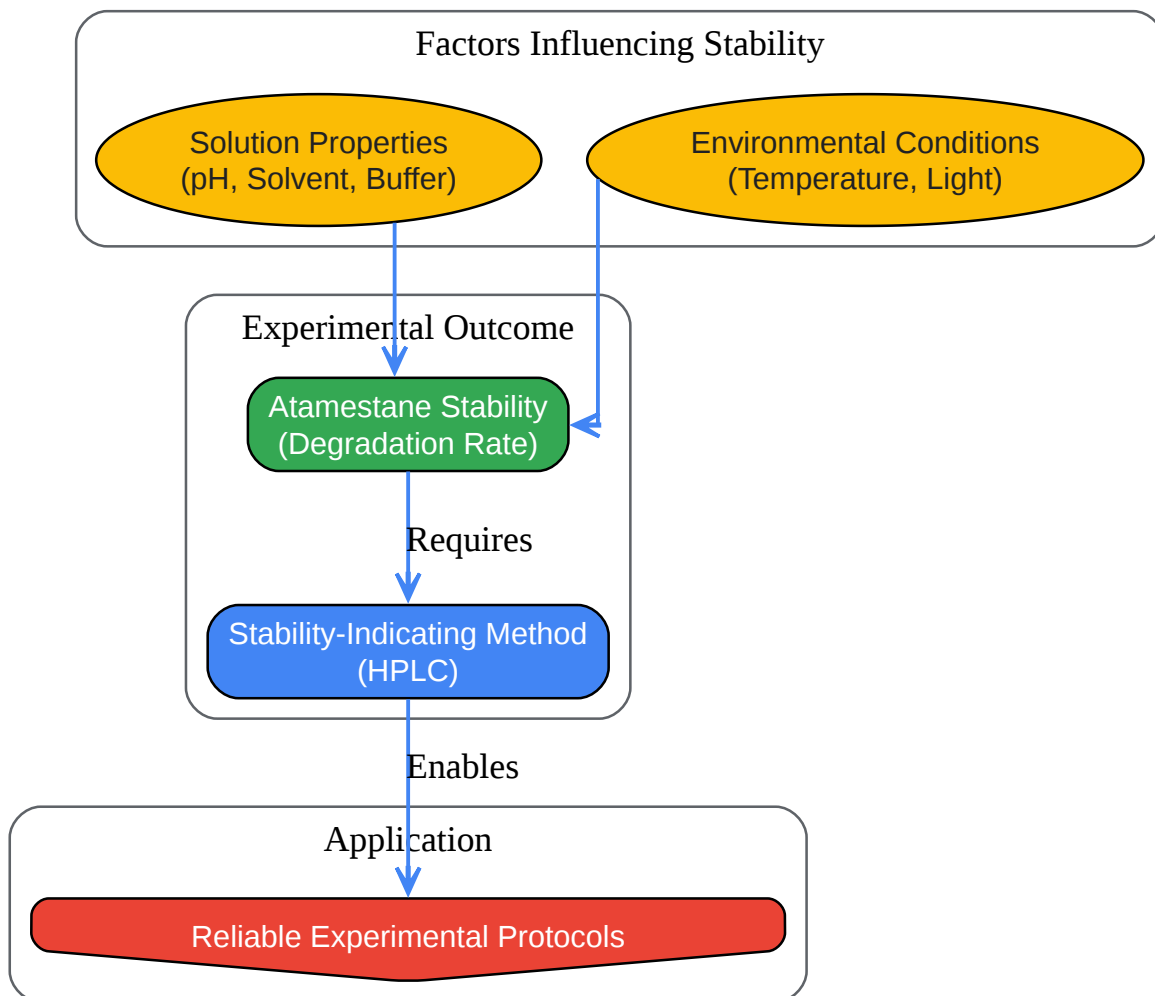 Factors Influencing Stability
Solution Properties
(pH, Solvent, Buffer)
Environmental Conditions
(Temperature, Light)
Experimental Outcome
Atamestane Stability
(Degradation Rate)
Requires
Stability-Indicating Method
(HPLC)
Enables
Application
Reliable Experimental Protocols